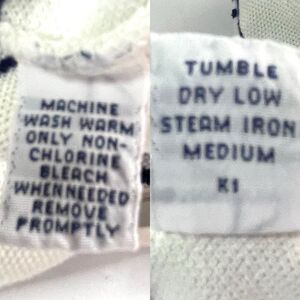 MACHINE
WASH WARM
ONLY NON-
CHLORINE
BLEACH
WHEN NEEDED
REMOVE
PROMPTLY
TUMBLE
DRY LOW
STEAM IRON
MEDIUM
K1